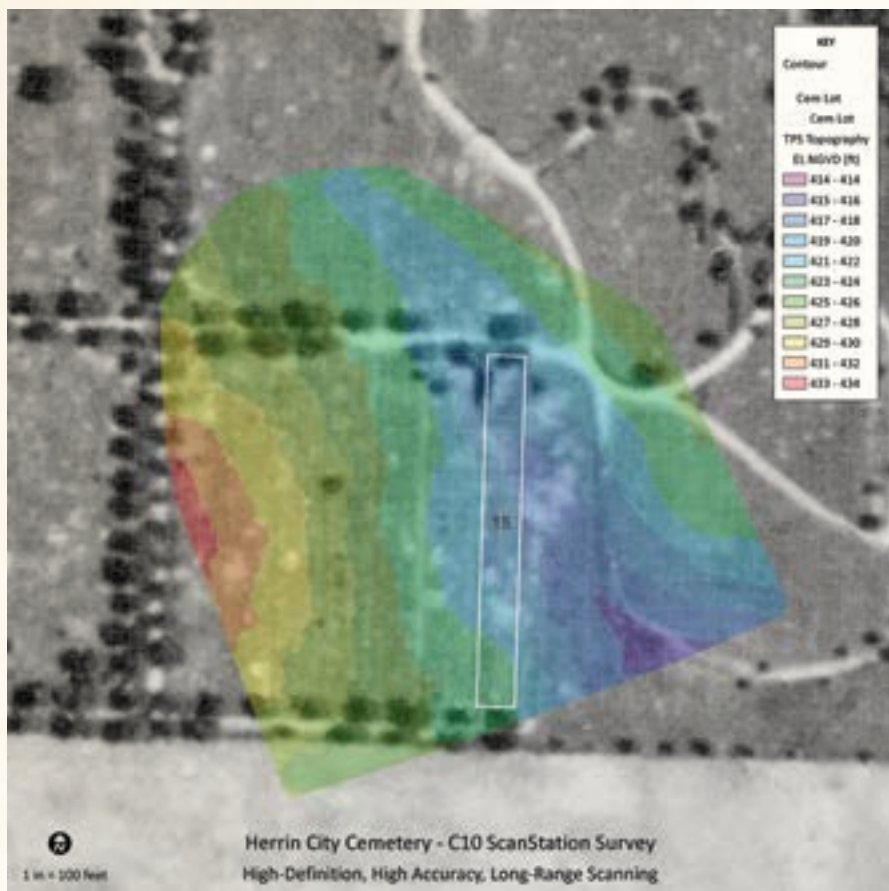 KEY
Contour
Cem Lot
Cem Lot
TPS Topography
EL NGVD (ft)
414 - 414
415 - 416
417 - 418
419 - 420
421 - 422
423 - 424
425 - 426
427 - 428
429 - 430
431 - 432
433 - 434
15
1 in = 100 feet
Herrin City Cemetery - C10 ScanStation Survey
High-Definition, High Accuracy, Long-Range Scanning